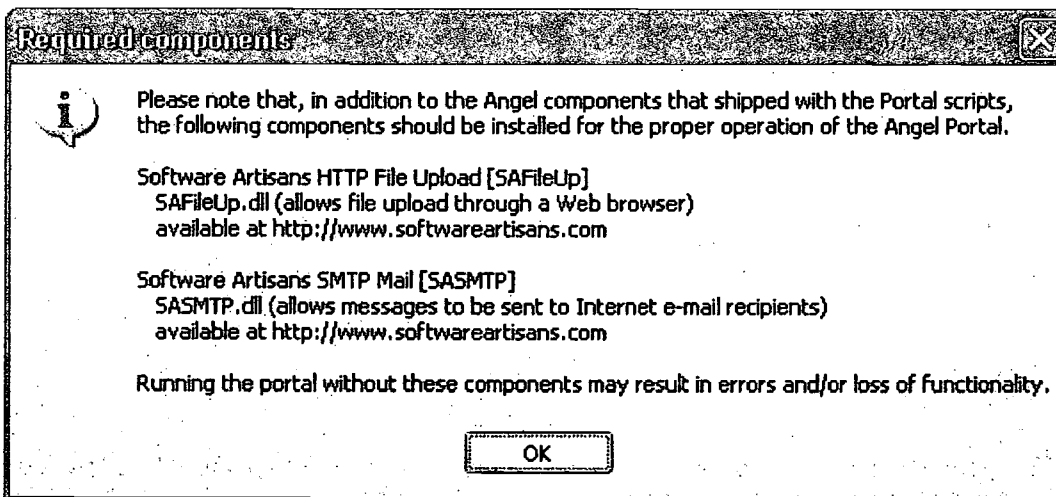 Required components
Please note that, in addition to the Angel components that shipped with the Portal scripts,
the following components should be installed for the proper operation of the Angel Portal.
Software Artisans HTTP File Upload [SAFileUp]
SAFileUp.dll (allows file upload through a Web browser)
available at http://www.softwareartisans.com
Software Artisans SMTP Mail [SASMTP]
SASMTP.dll (allows messages to be sent to Internet e-mail recipients)
available at http://www.softwareartisans.com
Running the portal without these components may result in errors and/or loss of functionality.
OK